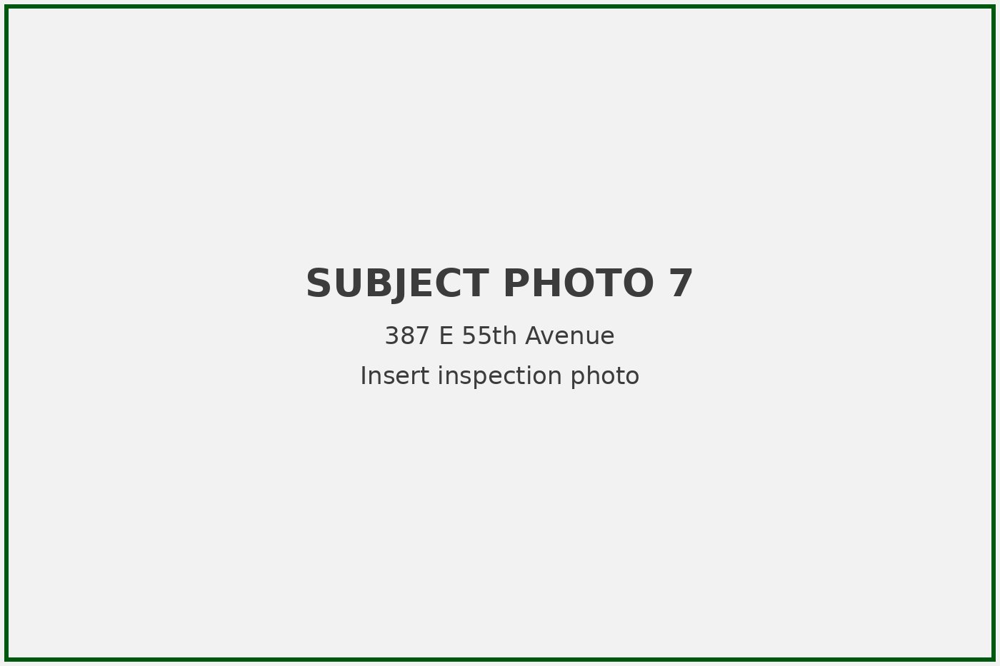 SUBJECT PHOTO 7
387 E 55th Avenue
Insert inspection photo